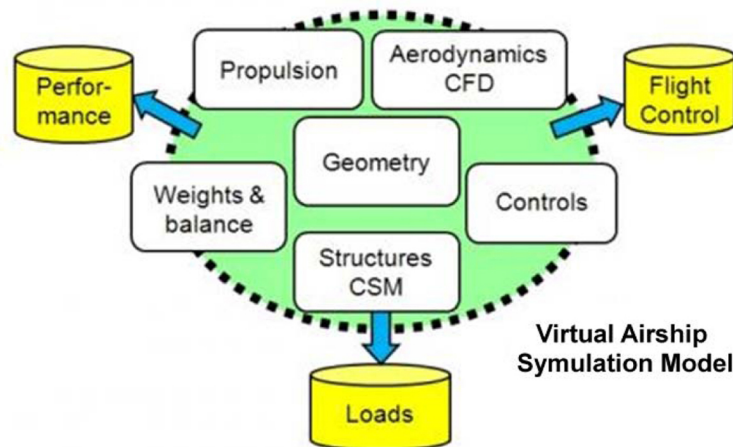 Propulsion
Aerodynamics
CFD
Perfor-
mance
Flight
Control
Geometry
Weights &
balance
Controls
Structures
CSM
Virtual Airship
Symulation Model
Loads